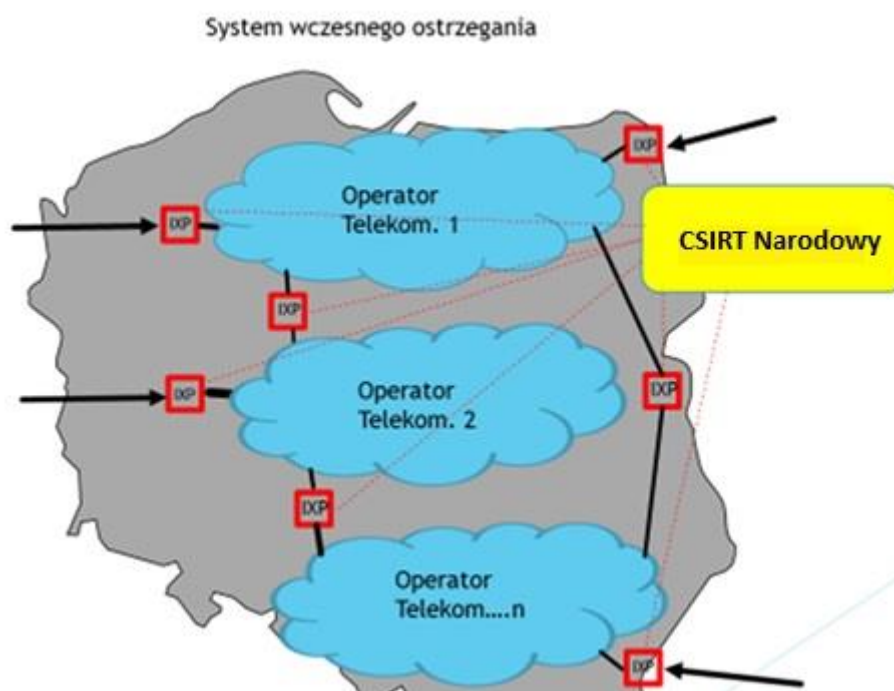 System wczesnego ostrzegania
IXP
Operator
Telekom. 1
IXP
CSIRT Narodowy
IXP
IXP
Operator
Telekom. 2
IXP
IXP
Operator
Telekom....n
IXP